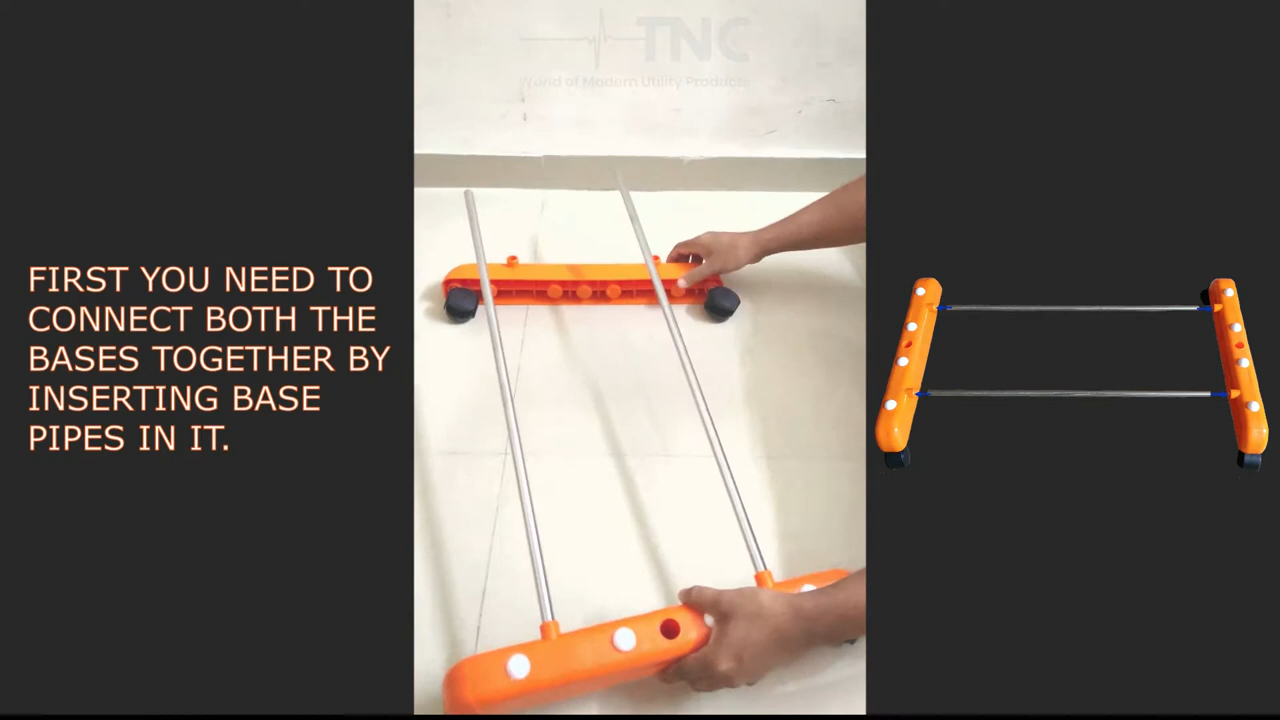 TNC
World of Modern Utility Products
FIRST YOU NEED TO
CONNECT BOTH THE
BASES TOGETHER BY
INSERTING BASE
PIPES IN IT.